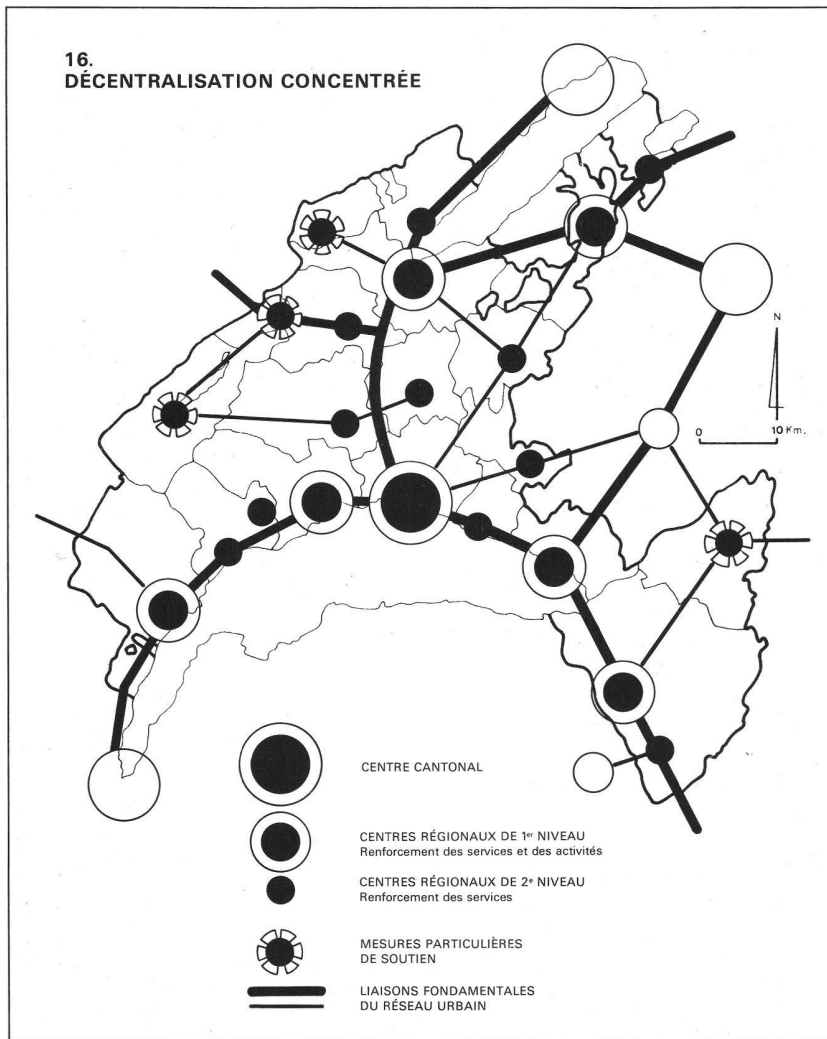 16.
DÉCENTRALISATION CONCENTRÉE
N
0 10 Km.
CENTRE CANTONAL
CENTRES RÉGIONAUX DE 1er NIVEAU
Renforcement des services et des activités
CENTRES RÉGIONAUX DE 2e NIVEAU
Renforcement des services
MESURES PARTICULIÈRES
DE SOUTIEN
LIAISONS FONDAMENTALES
DU RÉSEAU URBAIN